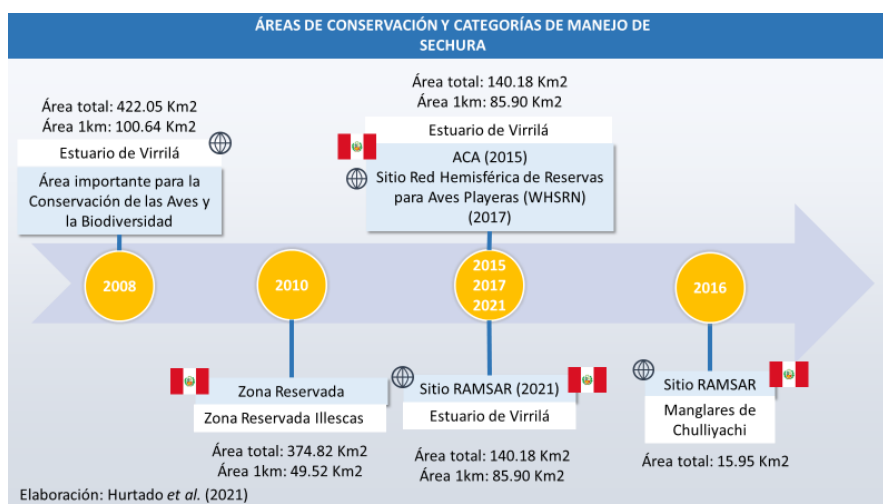 ÁREAS DE CONSERVACIÓN Y CATEGORÍAS DE MANEJO DE
SECHURA
Área total: 422.05 Km2
Área 1km: 100.64 Km2
Estuario de Virrilá
Área importante para la
Conservación de las Aves y
la Biodiversidad
2008
2010
Zona Reservada
Zona Reservada Illescas
Área total: 374.82 Km2
Área 1km: 49.52 Km2
Área total: 140.18 Km2
Área 1km: 85.90 Km2
Estuario de Virrilá
ACA (2015)
Sitio Red Hemisférica de Reservas
para Aves Playeras (WHSRN)
(2017)
2015
2017
2021
Sitio RAMSAR (2021)
Estuario de Virrilá
Área total: 140.18 Km2
Área 1km: 85.90 Km2
2016
Sitio RAMSAR
Manglares de
Chulliyachi
Área total: 15.95 Km2
Elaboración: Hurtado et al. (2021)